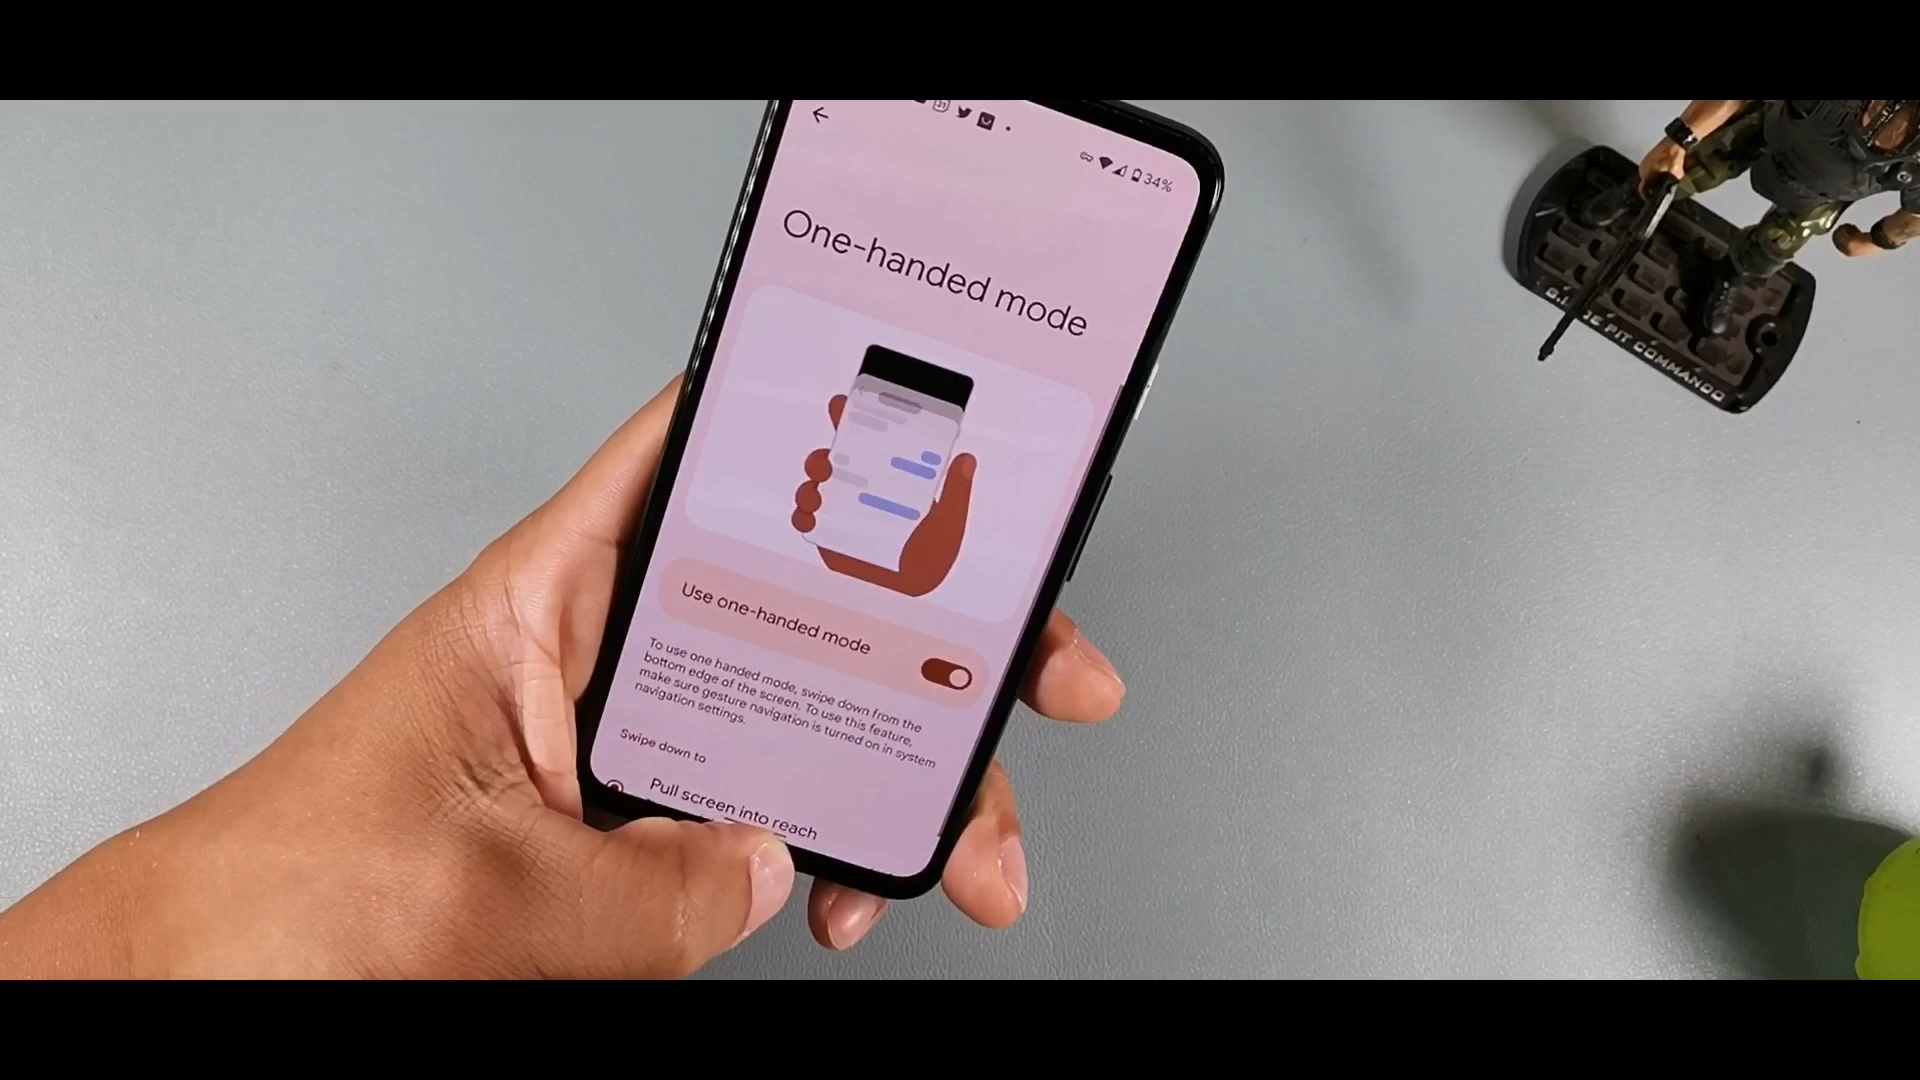 31
34%
One-handed mode
Use one-handed mode
To use one handed mode, swipe down from the
bottom edge of the screen. To use this feature,
make sure gesture navigation is turned on in system
navigation settings.
Swipe down to
Pull screen into reach
PIT COMMANDO